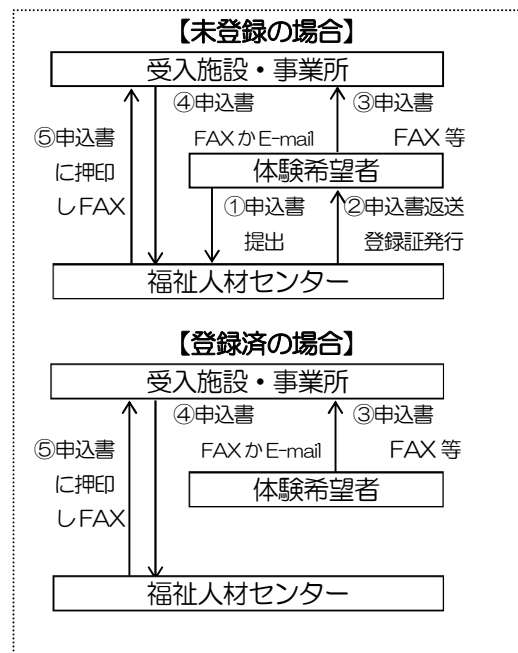 【未登録の場合】
受入施設・事業所
④申込書
③申込書
⑤申込書
に押印
しFAX
FAXかE-mail
FAX等
体験希望者
①申込書
提出
②申込書返送
登録証発行
福祉人材センター
【登録済の場合】
受入施設・事業所
④申込書
③申込書
⑤申込書
に押印
しFAX
FAXかE-mail
FAX等
体験希望者
福祉人材センター